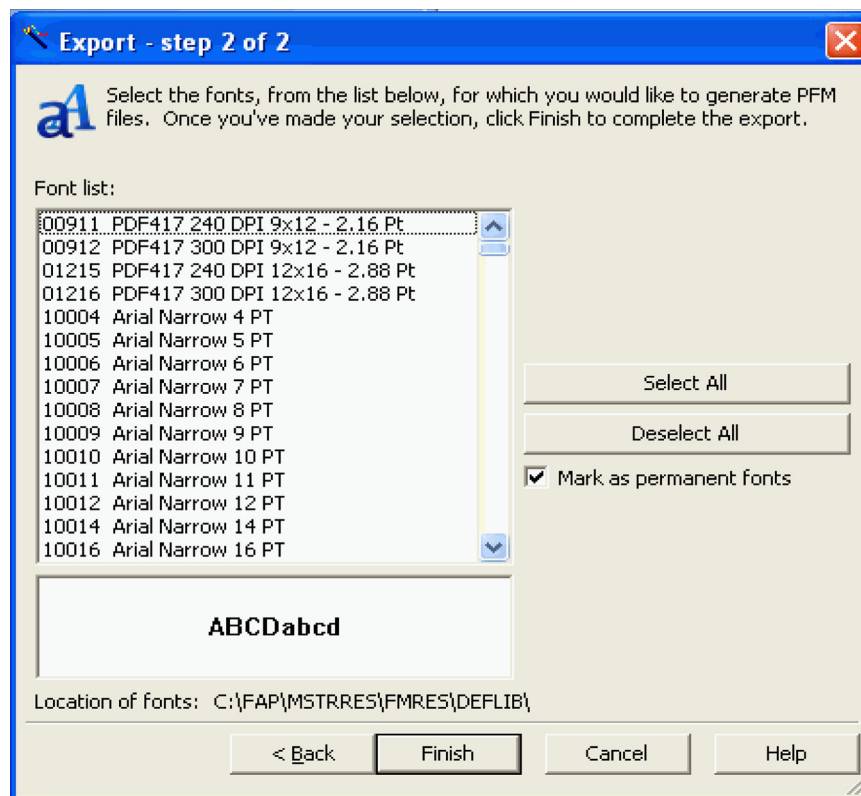 Export - step 2 of 2
Select the fonts, from the list below, for which you would like to generate PFM
files. Once you've made your selection, click Finish to complete the export.
Font list:
00911 PDF417 240 DPI 9x12 - 2.16 Pt
00912 PDF417 300 DPI 9x12 - 2.16 Pt
01215 PDF417 240 DPI 12x16 - 2.88 Pt
01216 PDF417 300 DPI 12x16 - 2.88 Pt
10004 Arial Narrow 4 PT
10005 Arial Narrow 5 PT
10006 Arial Narrow 6 PT
10007 Arial Narrow 7 PT
10008 Arial Narrow 8 PT
10009 Arial Narrow 9 PT
10010 Arial Narrow 10 PT
10011 Arial Narrow 11 PT
10012 Arial Narrow 12 PT
10014 Arial Narrow 14 PT
10016 Arial Narrow 16 PT
Select All
Deselect All
Mark as permanent fonts
ABCDabcd
Location of fonts: C:\FAP\MSTRRES\FMRES\DEFLIB\
< Back
Finish
Cancel
Help